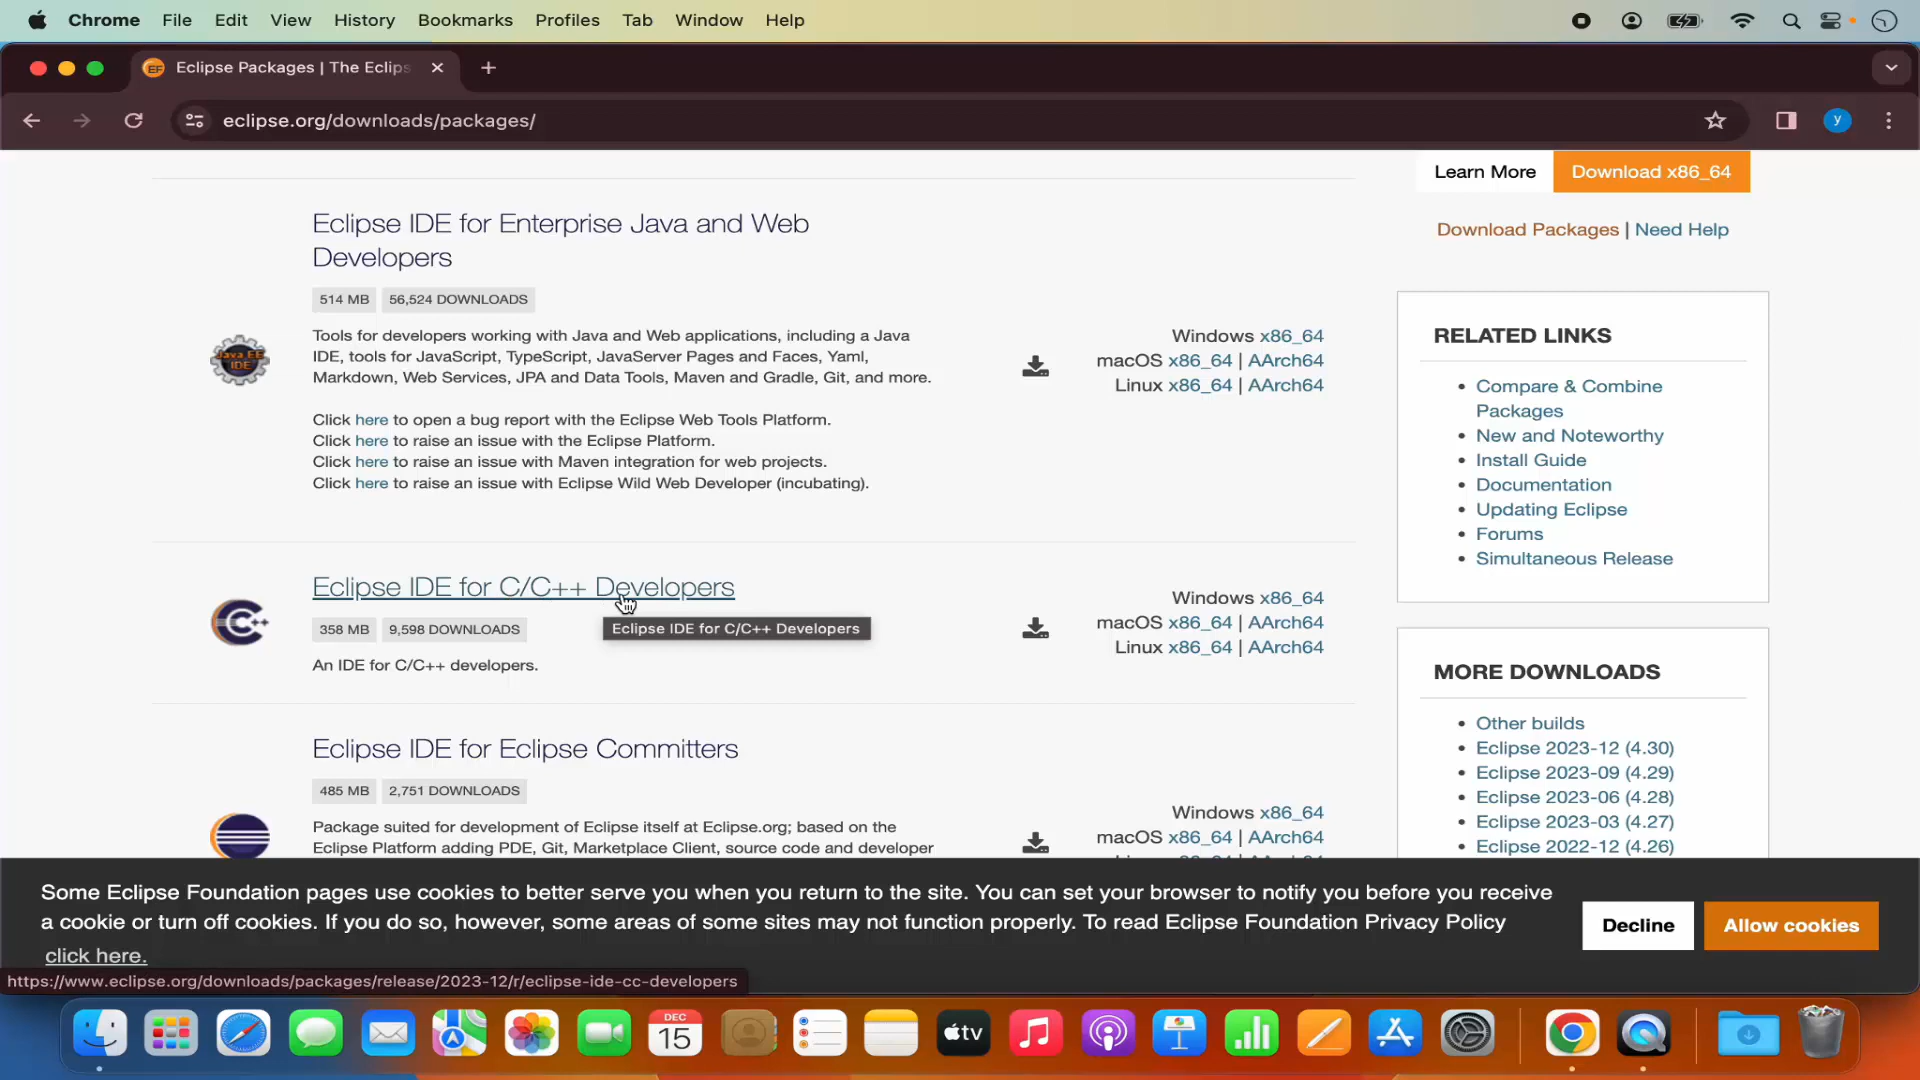 Chrome File Edit View History Bookmarks Profiles Tab Window Help
Eclipse Packages | The Eclips
eclipse.org/downloads/packages/
y
Learn More
Download x86_64
Download Packages | Need Help
Eclipse IDE for Enterprise Java and Web
Developers
514 MB 56,524 DOWNLOADS
Java EE
IDE
Tools for developers working with Java and Web applications, including a Java
IDE, tools for JavaScript, TypeScript, JavaServer Pages and Faces, Yaml,
Markdown, Web Services, JPA and Data Tools, Maven and Gradle, Git, and more.
Click here to open a bug report with the Eclipse Web Tools Platform.
Click here to raise an issue with the Eclipse Platform.
Click here to raise an issue with Maven integration for web projects.
Click here to raise an issue with Eclipse Wild Web Developer (incubating).
Windows x86_64
macOS x86_64 | AArch64
Linux x86_64 | AArch64
Eclipse IDE for C/C++ Developers
358 MB 9,598 DOWNLOADS
Eclipse IDE for C/C++ Developers
An IDE for C/C++ developers.
C++
Windows x86_64
macOS x86_64 | AArch64
Linux x86_64 | AArch64
Eclipse IDE for Eclipse Committers
485 MB 2,751 DOWNLOADS
Package suited for development of Eclipse itself at Eclipse.org; based on the
Eclipse Platform adding PDE, Git, Marketplace Client, source code and developer
Windows x86_64
macOS x86_64 | AArch64
RELATED LINKS
• Compare & Combine
Packages
• New and Noteworthy
• Install Guide
• Documentation
• Updating Eclipse
• Forums
• Simultaneous Release
MORE DOWNLOADS
• Other builds
• Eclipse 2023-12 (4.30)
• Eclipse 2023-09 (4.29)
• Eclipse 2023-06 (4.28)
• Eclipse 2023-03 (4.27)
• Eclipse 2022-12 (4.26)
Some Eclipse Foundation pages use cookies to better serve you when you return to the site. You can set your browser to notify you before you receive
a cookie or turn off cookies. If you do so, however, some areas of some sites may not function properly. To read Eclipse Foundation Privacy Policy
click here.
Decline
Allow cookies
https://www.eclipse.org/downloads/packages/release/2023-12/r/eclipse-ide-cc-developers
DEC
15
tv